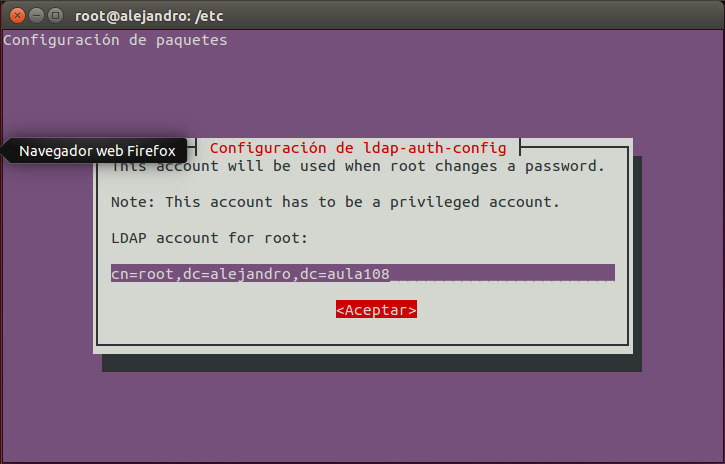 root@alejandro: /etc
Configuración de paquetes
Navegador web Firefox
Configuración de ldap-auth-config
This account will be used when root changes a password.
Note: This account has to be a privileged account.
LDAP account for root:
cn=root,dc=alejandro,dc=aula108
<Aceptar>